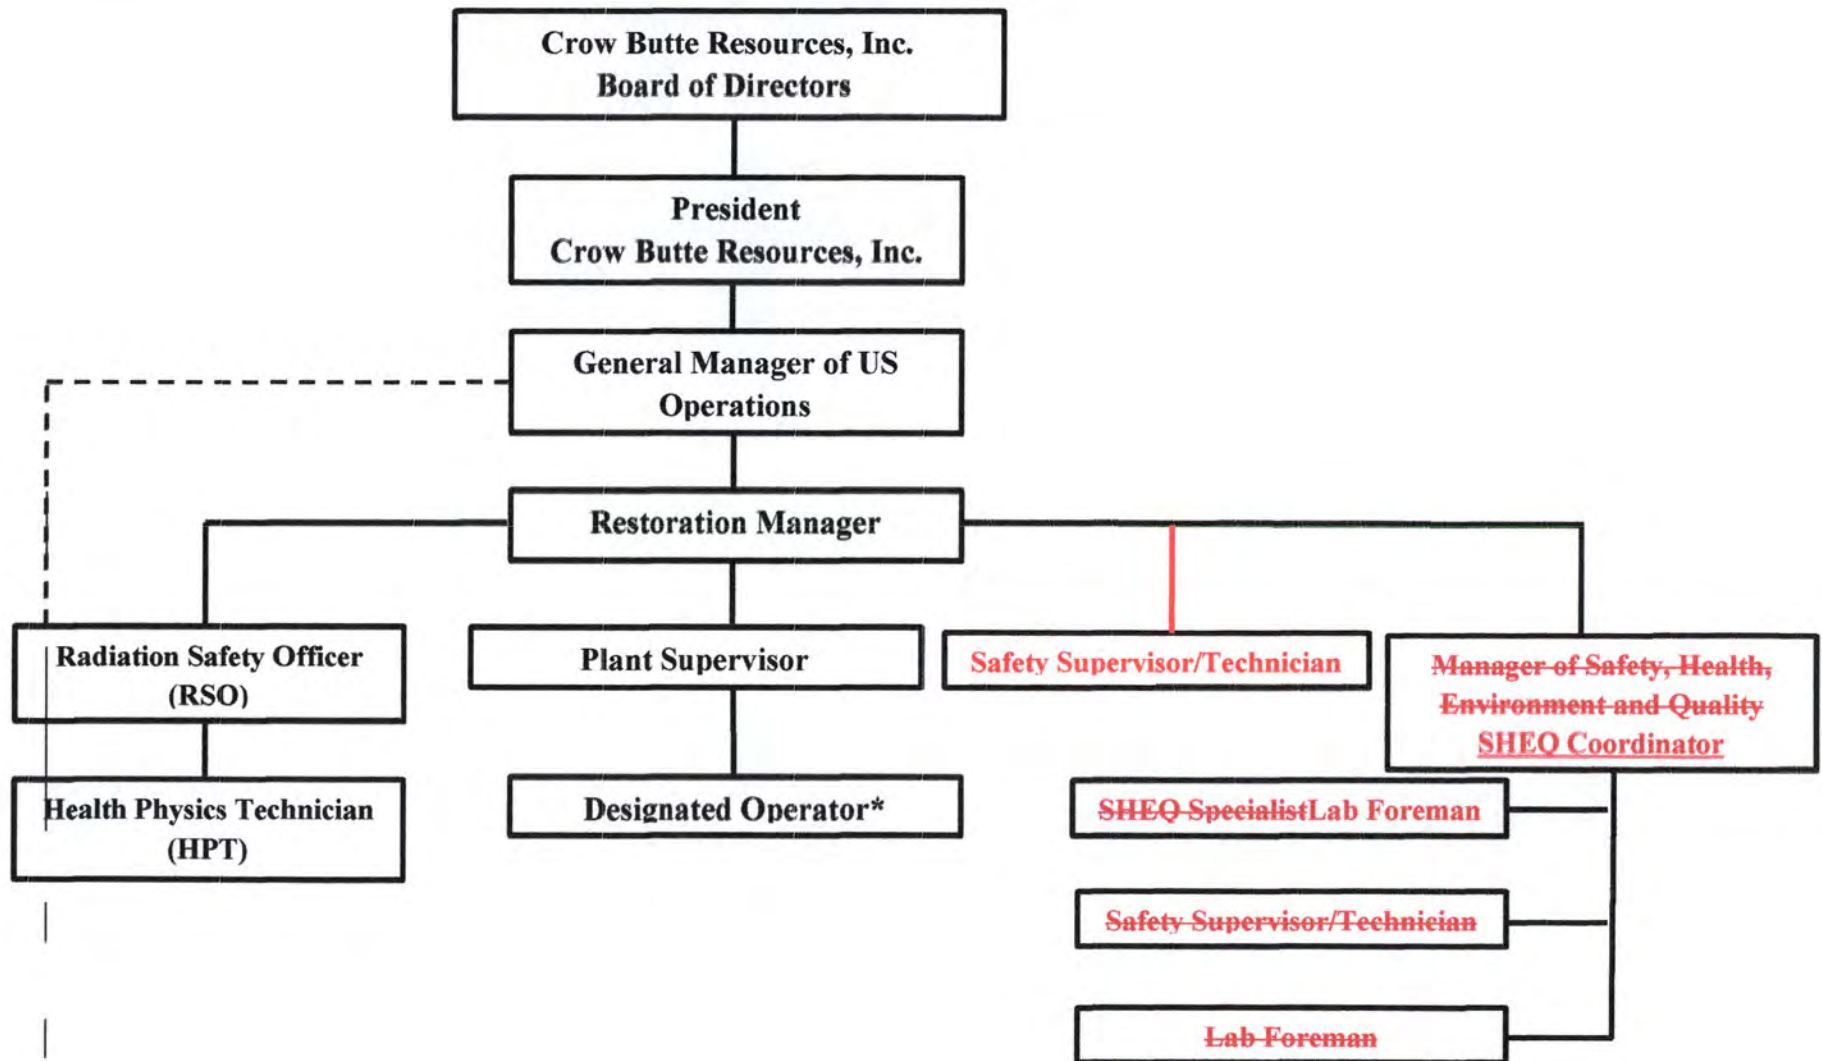 Crow Butte Resources, Inc.
Board of Directors
President
Crow Butte Resources, Inc.
General Manager of US
Operations
Restoration Manager
Radiation Safety Officer
(RSO)
Plant Supervisor
Safety Supervisor/Technician
Manager of Safety, Health,
Environment and Quality
SHEQ Coordinator
Health Physics Technician
(HPT)
Designated Operator*
SHEQ SpecialistLab Foreman
Safety Supervisor/Technician
Lab Foreman